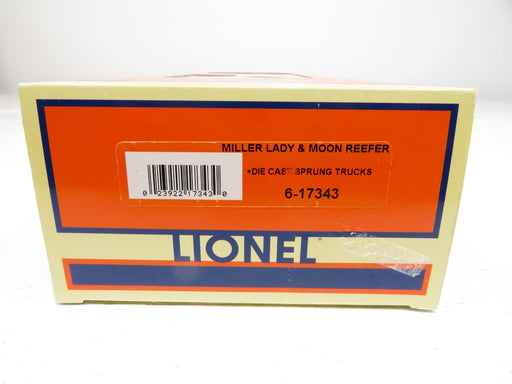 MILLER LADY & MOON REEFER
•DIE CAST SPRUNG TRUCKS
0 23922 17343 0
6-17343
LIONEL®